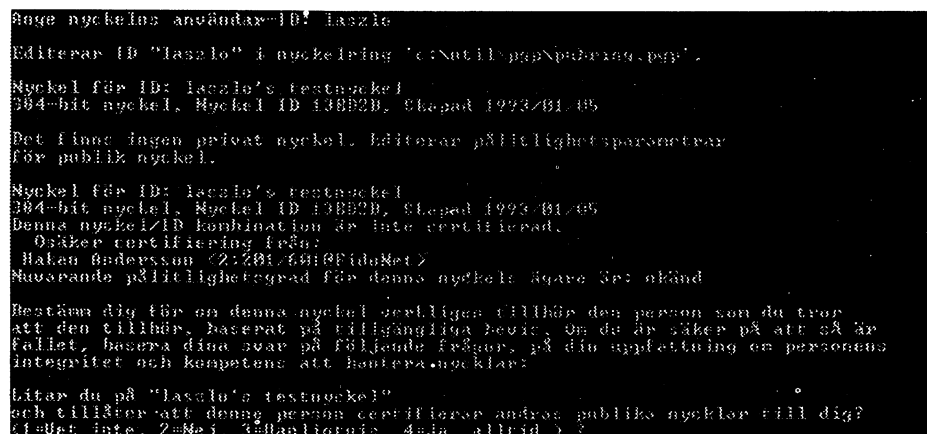 Ange nyckelns användar-ID: laszlo
Editerar ID "laszlo" i nyckelring 'c:\util\pgp\pubring.pgp'.
Nyckel för ID: laszlo's testnyckel
384-bit nyckel, Nyckel ID 13BD2D, Skapad 1993/01/05
Det finns ingen privat nyckel. Editerar pålitlighetsparametrar
för publik nyckel.
Nyckel för ID: laszlo's testnyckel
384-bit nyckel, Nyckel ID 13BD2D, Skapad 1993/01/05
Denna nyckel/ID kombination är inte certifierad.
Osäker certifiering från:
Hakan Andersson <2:201/601@FidoNet>
Nuvarande pålitlighetsgrad för denna nyckels ägare är: okänd
Bestäm dig för om denna nyckel verkligen tillhör den person som du tror
att den tillhör, baserat på tillgängliga bevis. Om du är säker på att så är
fallet, basera dina svar på följande frågor, på din uppfattning om personens
integritet och kompetens att hantera nycklar:
Litar du på "laszlo's testnyckel"
och tillåter att denne person certifierar andras publika nycklar till dig?
(1=Vet inte. 2=Nej. 3=Vanligtvis. 4=Ja, alltid.) ?